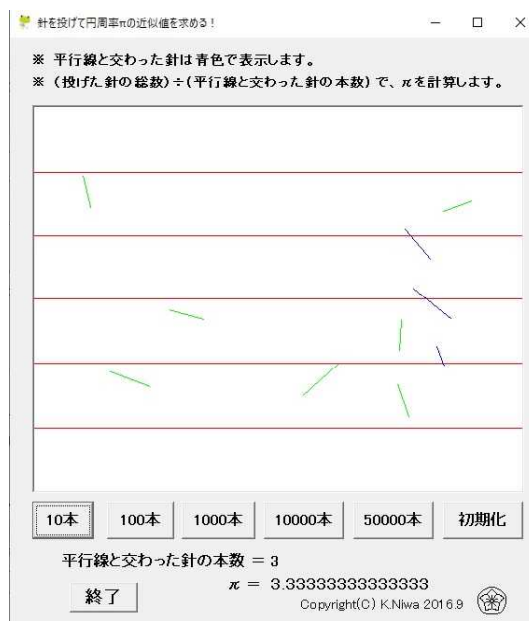 針を投げて円周率πの近似値を求める！
※ 平行線と交わった針は青色で表示します。
※ (投げた針の総数)÷(平行線と交わった針の本数) で、πを計算します。
10本 100本 1000本 10000本 50000本 初期化
平行線と交わった針の本数 ＝ 3
π ＝ 3.33333333333333
終了
Copyright(C) K.Niwa 2016.9